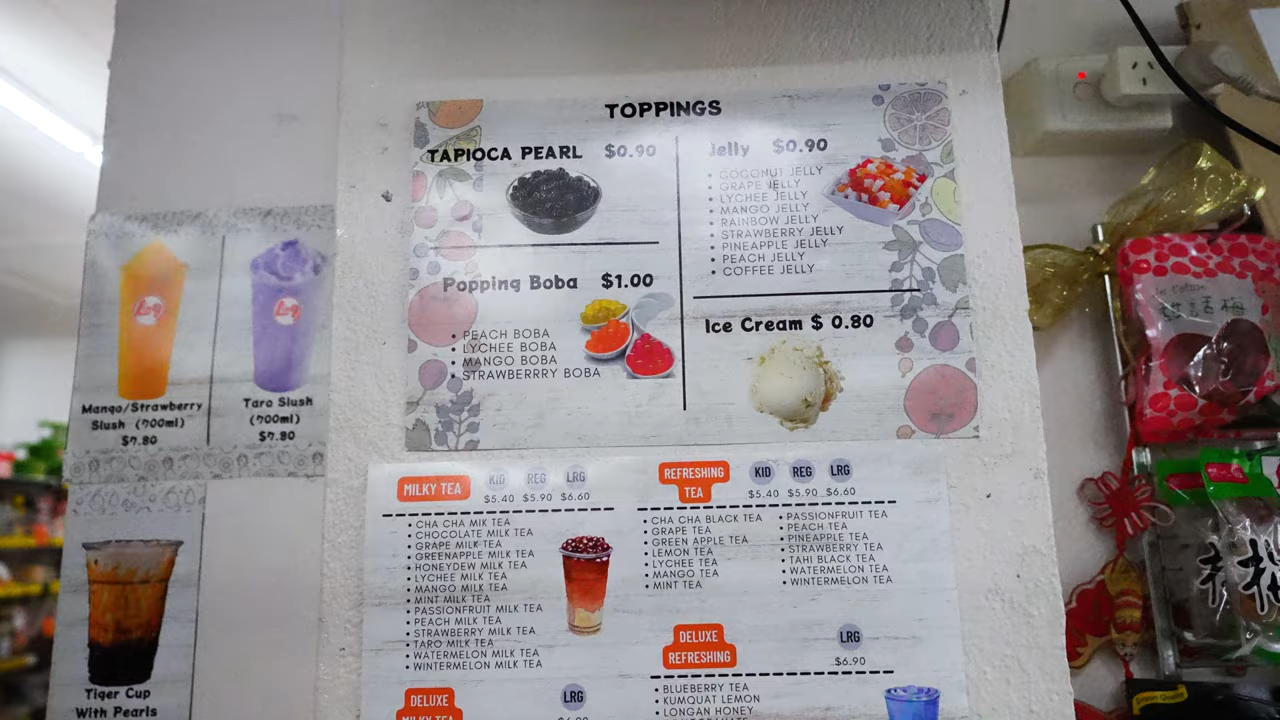 TOPPINGS
TAPIOCA PEARL $0.90
Popping Boba $1.00
• PEACH BOBA
• LYCHEE BOBA
• MANGO BOBA
• STRAWBERRRY BOBA
Jelly $0.90
• COCONUT JELLY
• GRAPE JELLY
• LYCHEE JELLY
• MANGO JELLY
• RAINBOW JELLY
• STRAWBERRY JELLY
• PINEAPPLE JELLY
• PEACH JELLY
• COFFEE JELLY
Ice Cream $ 0.80
Mango/Strawberry
Slush (700ml)
$7.80
Taro Slush
(700ml)
$7.80
Tiger Cup
With Pearls
MILKY TEA
KID REG LRG
$5.40 $5.90 $6.60
• CHA CHA MIK TEA
• CHOCOLATE MILK TEA
• GRAPE MILK TEA
• GREENAPPLE MILK TEA
• HONEYDEW MILK TEA
• LYCHEE MILK TEA
• MANGO MILK TEA
• MINT MILK TEA
• PASSIONFRUIT MILK TEA
• PEACH MILK TEA
• STRAWBERRY MILK TEA
• TARO MILK TEA
• WATERMELON MILK TEA
• WINTERMELON MILK TEA
DELUXE
MILKY TEA
LRG
REFRESHING
TEA
KID REG LRG
$5.40 $5.90 $6.60
• CHA CHA BLACK TEA
• GRAPE TEA
• GREEN APPLE TEA
• LEMON TEA
• LYCHEE TEA
• MANGO TEA
• MINT TEA
• PASSIONFRUIT TEA
• PEACH TEA
• PINEAPPLE TEA
• STRAWBERRY TEA
• TAHI BLACK TEA
• WATERMELON TEA
• WINTERMELON TEA
DELUXE
REFRESHING
LRG
$6.90
• BLUEBERRY TEA
• KUMQUAT LEMON
• LONGAN HONEY
話梅